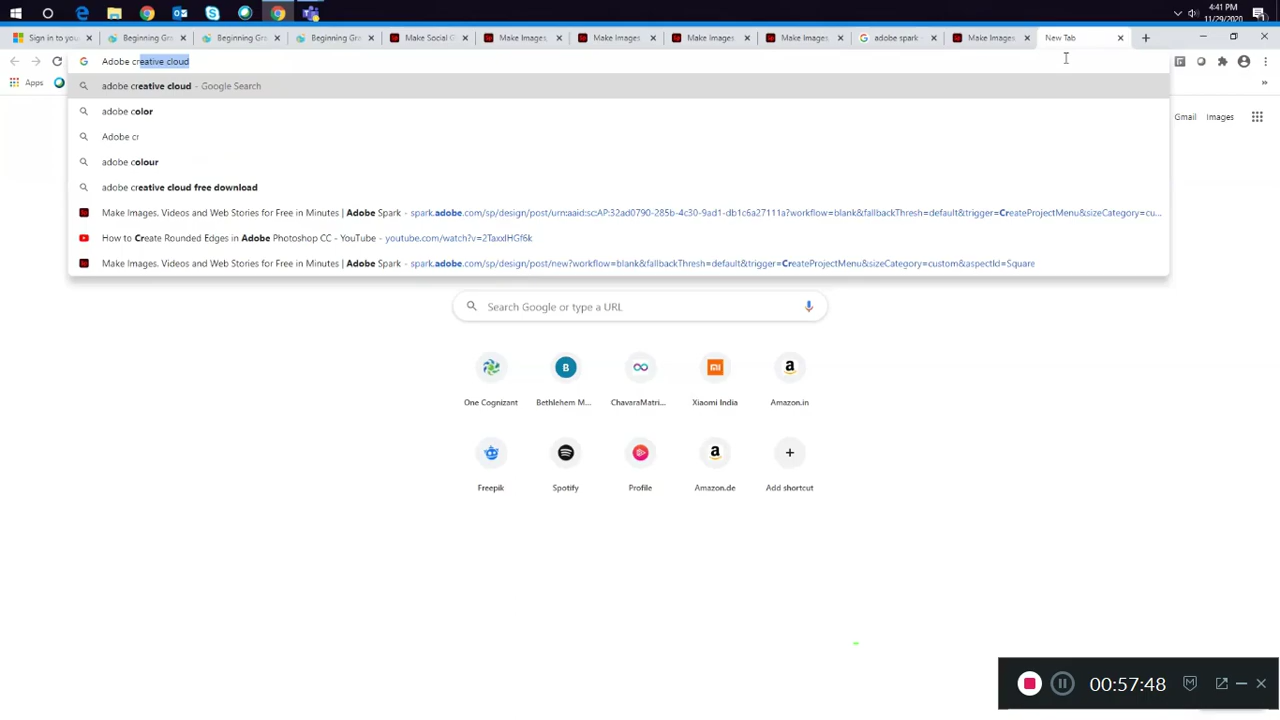 4:41 PM
11/29/2020
Sign in to you
Beginning Gra
Beginning Gra
Beginning Gra
Make Social G
Make Images,
Make Images,
Make Images,
Make Images,
adobe spark
Make Images,
New Tab
Adobe creative cloud
Apps
adobe creative cloud - Google Search
adobe color
Adobe cr
adobe colour
adobe creative cloud free download
Make Images. Videos and Web Stories for Free in Minutes | Adobe Spark - spark.adobe.com/sp/design/post/urn:aaid:sc:AP:32ad0790-285b-4c30-9ad1-db1c6a27111a?workflow=blank&fallbackThresh=default&trigger=CreateProjectMenu&sizeCategory=cu...
How to Create Rounded Edges in Adobe Photoshop CC - YouTube - youtube.com/watch?v=2TaxxdHGf6k
Make Images. Videos and Web Stories for Free in Minutes | Adobe Spark - spark.adobe.com/sp/design/post/new?workflow=blank&fallbackThresh=default&trigger=CreateProjectMenu&sizeCategory=custom&aspectId=Square
Gmail Images
Search Google or type a URL
One Cognizant
Bethlehem M...
ChavaraMatri...
Xiaomi India
Amazon.in
Freepik
Spotify
Profile
Amazon.de
Add shortcut
00:57:48